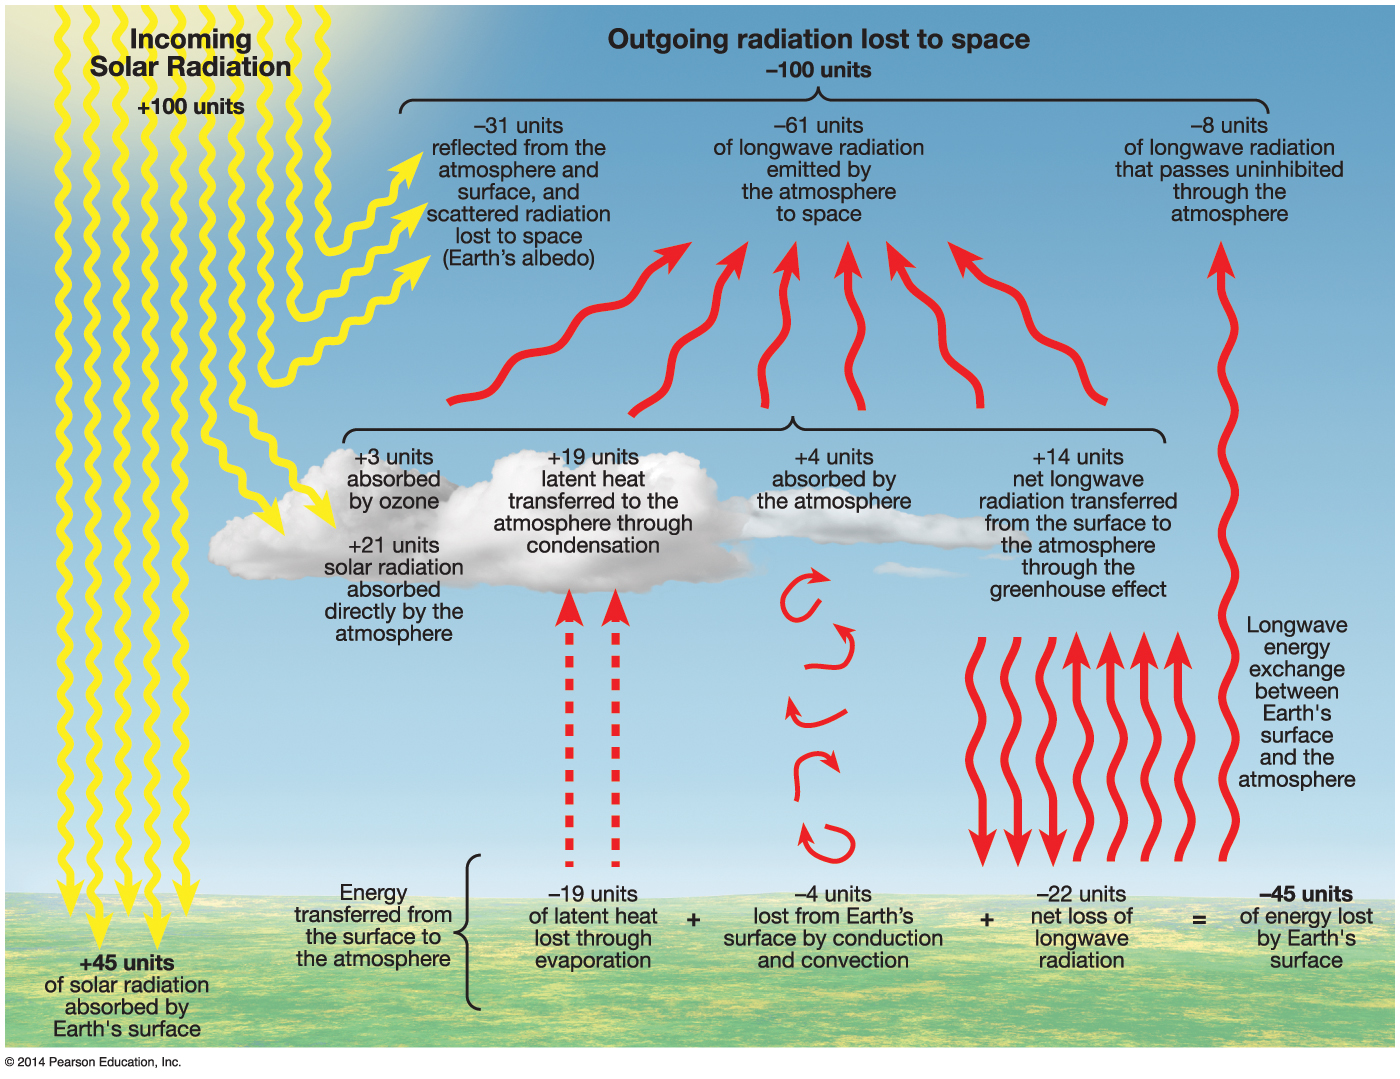 Incoming
Solar Radiation
+100 units
Outgoing radiation lost to space
–100 units
–31 units
reflected from the
atmosphere and
surface, and
scattered radiation
lost to space
(Earth's albedo)
–61 units
of longwave radiation
emitted by
the atmosphere
to space
–8 units
of longwave radiation
that passes uninhibited
through the
atmosphere
+3 units
absorbed
by ozone
+21 units
solar radiation
absorbed
directly by the
atmosphere
+19 units
latent heat
transferred to the
atmosphere through
condensation
+4 units
absorbed by
the atmosphere
+14 units
net longwave
radiation transferred
from the surface to
the atmosphere
through the
greenhouse effect
Longwave
energy
exchange
between
Earth's
surface
and the
atmosphere
+45 units
of solar radiation
absorbed by
Earth's surface
Energy
transferred from
the surface to
the atmosphere
–19 units
of latent heat
lost through
evaporation
+
–4 units
lost from Earth's
surface by conduction
and convection
+
–22 units
net loss of
longwave
radiation
=
–45 units
of energy lost
by Earth's
surface
© 2014 Pearson Education, Inc.